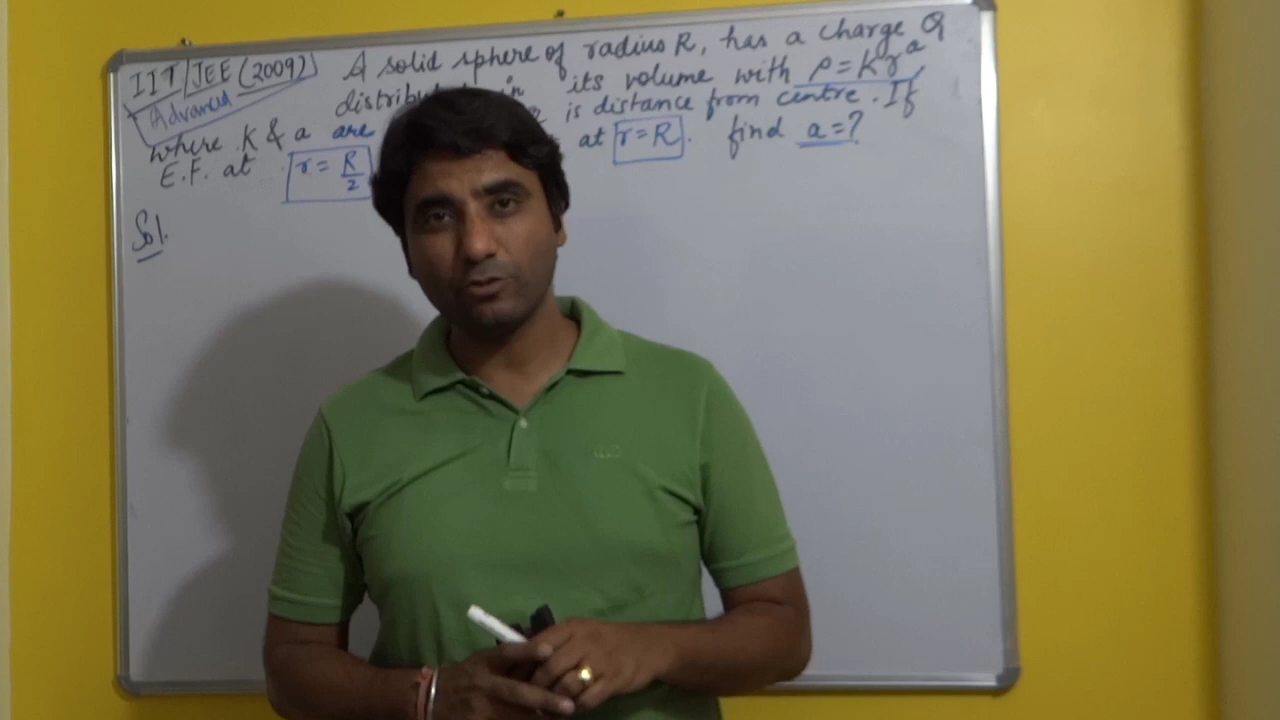 IIT/JEE (2009) A solid sphere of radius R, has a charge Q
(Advanced) in its volume with ρ = kr^a,
where K & a are is distance from centre. If
E.F. at r = R/2 at r = R. find a = ?
Sol.